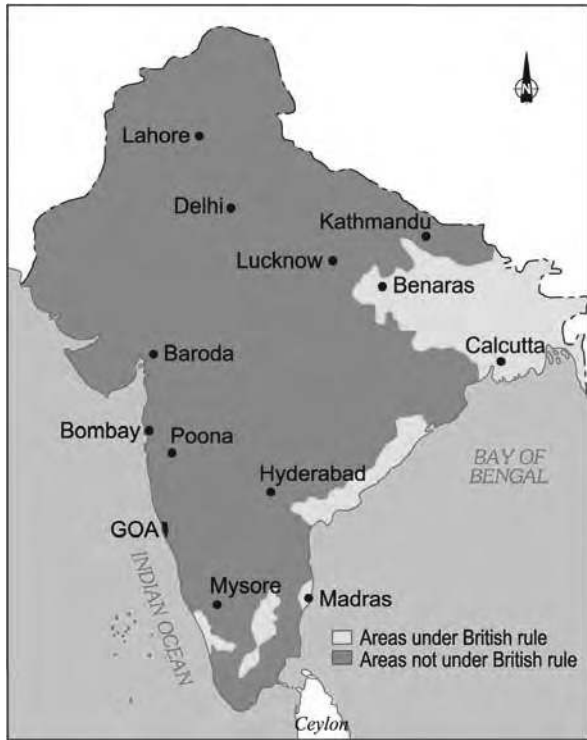 N
Lahore
Delhi
Kathmandu
Lucknow
Benaras
Calcutta
Baroda
Bombay
Poona
BAY OF
BENGAL
Hyderabad
GOA
INDIAN OCEAN
Mysore
Madras
Areas under British rule
Areas not under British rule
Ceylon